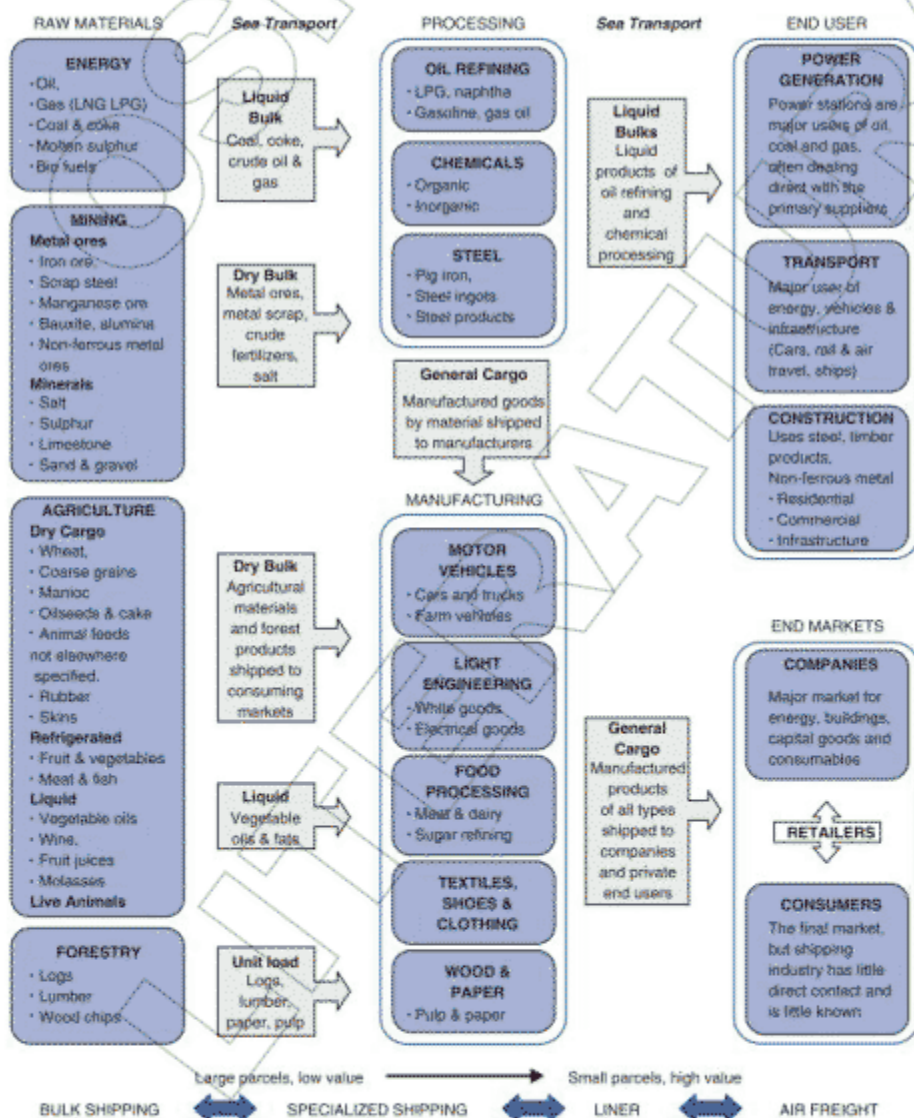 RAW MATERIALS
Sea Transport
PROCESSING
Sea Transport
END USER
ENERGY
· Oil,
· Gas (LNG LPG)
· Coal & coke
· Molten sulphur
· Bio fuels
MINING
Metal ores
· Iron ore,
· Scrap steel
· Manganese ore
· Bauxite, alumina
· Non-ferrous metal
ores
Minerals
· Salt
· Sulphur
· Limestone
· Sand & gravel
AGRICULTURE
Dry Cargo
· Wheat,
· Coarse grains
· Manioc
· Oilseeds & cake
· Animal feeds
not elsewhere
specified.
· Rubber
· Skins
Refrigerated
· Fruit & vegetables
· Meat & fish
Liquid
· Vegetable oils
· Wine,
· Fruit juices
· Molasses
Live Animals
FORESTRY
· Logs
· Lumber
· Wood chips
Liquid
Bulk
Coal, coke,
crude oil &
gas
Dry Bulk
Metal ores,
metal scrap,
crude
fertilizers,
salt
Dry Bulk
Agricultural
materials
and forest
products
shipped to
consuming
markets
Liquid
Vegetable
oils & fats
Unit load
Logs,
lumber,
paper, pulp
OIL REFINING
· LPG, naphtha
· Gasoline, gas oil
CHEMICALS
· Organic
· Inorganic
STEEL
· Pig iron,
· Steel ingots
· Steel products
General Cargo
Manufactured goods
by material shipped
to manufacturers
MANUFACTURING
MOTOR
VEHICLES
· Cars and trucks
· Farm vehicles
LIGHT
ENGINEERING
· White goods
· Electrical goods
FOOD
PROCESSING
· Meat & dairy
· Sugar refining
TEXTILES,
SHOES &
CLOTHING
WOOD &
PAPER
· Pulp & paper
Liquid
Bulks
Liquid
products of
oil refining
and
chemical
processing
General
Cargo
Manufactured
products
of all types
shipped to
companies
and private
end users
POWER
GENERATION
Power stations are
major users of oil,
coal and gas,
often dealing
direct with the
primary suppliers
TRANSPORT
Major user of
energy, vehicles &
infrastructure
(Cars, rail & air
travel, ships)
CONSTRUCTION
Uses steel, timber
products,
Non-ferrous metal
· Residential
· Commercial
· Infrastructure
END MARKETS
COMPANIES
Major market for
energy, buildings,
capital goods and
consumables
RETAILERS
CONSUMERS
The final market,
but shipping
industry has little
direct contact and
is little known
Large parcels, low value
Small parcels, high value
BULK SHIPPING
SPECIALIZED SHIPPING
LINER
AIR FREIGHT